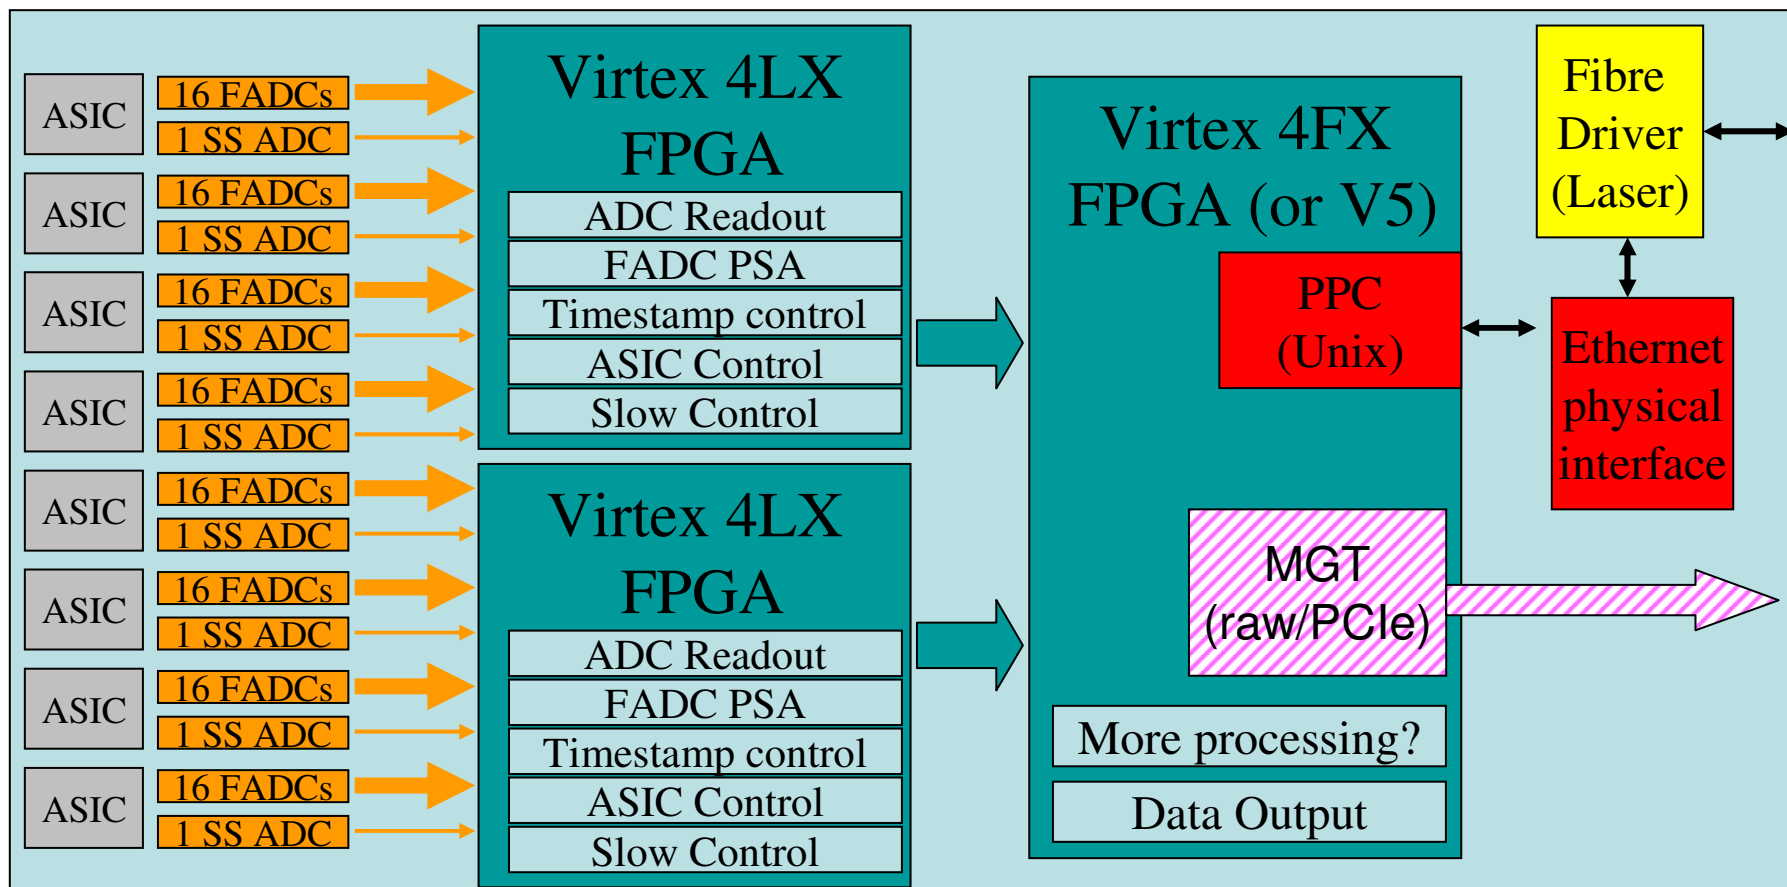 ASIC
16 FADCs
1 SS ADC
ASIC
16 FADCs
1 SS ADC
ASIC
16 FADCs
1 SS ADC
ASIC
16 FADCs
1 SS ADC
ASIC
16 FADCs
1 SS ADC
ASIC
16 FADCs
1 SS ADC
ASIC
16 FADCs
1 SS ADC
ASIC
16 FADCs
1 SS ADC
Virtex 4LX
FPGA
ADC Readout
FADC PSA
Timestamp control
ASIC Control
Slow Control
Virtex 4LX
FPGA
ADC Readout
FADC PSA
Timestamp control
ASIC Control
Slow Control
Virtex 4FX
FPGA (or V5)
PPC
(Unix)
MGT
(raw/PCIe)
More processing?
Data Output
Fibre
Driver
(Laser)
Ethernet
physical
interface